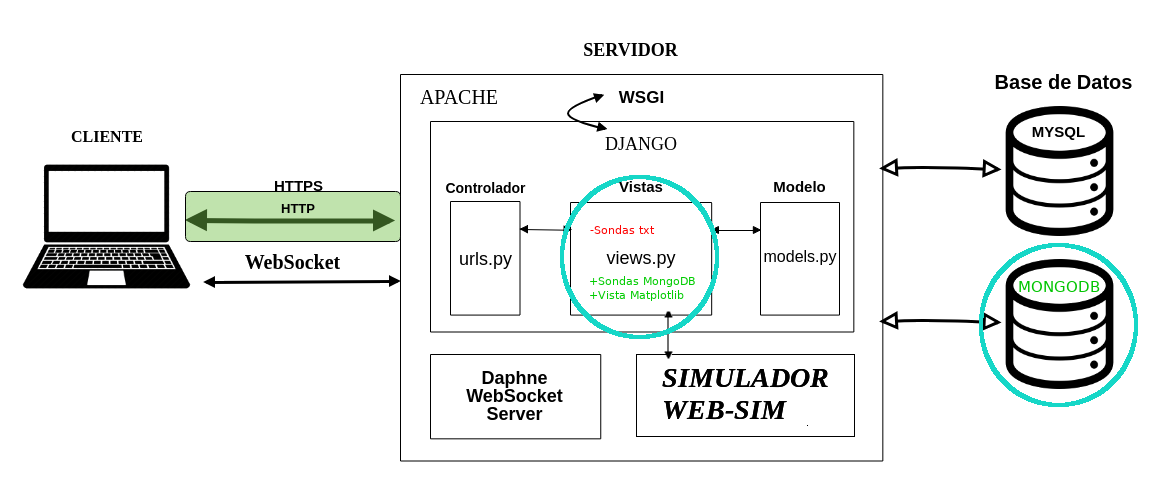 SERVIDOR
Base de Datos
APACHE
WSGI
MYSQL
CLIENTE
DJANGO
HTTPS
HTTP
Controlador
Vistas
Modelo
-Sondas txt
urls.py
views.py
models.py
WebSocket
+Sondas MongoDB
+Vista Matplotlib
MONGODB
Daphne
WebSocket
Server
SIMULADOR
WEB-SIM
.